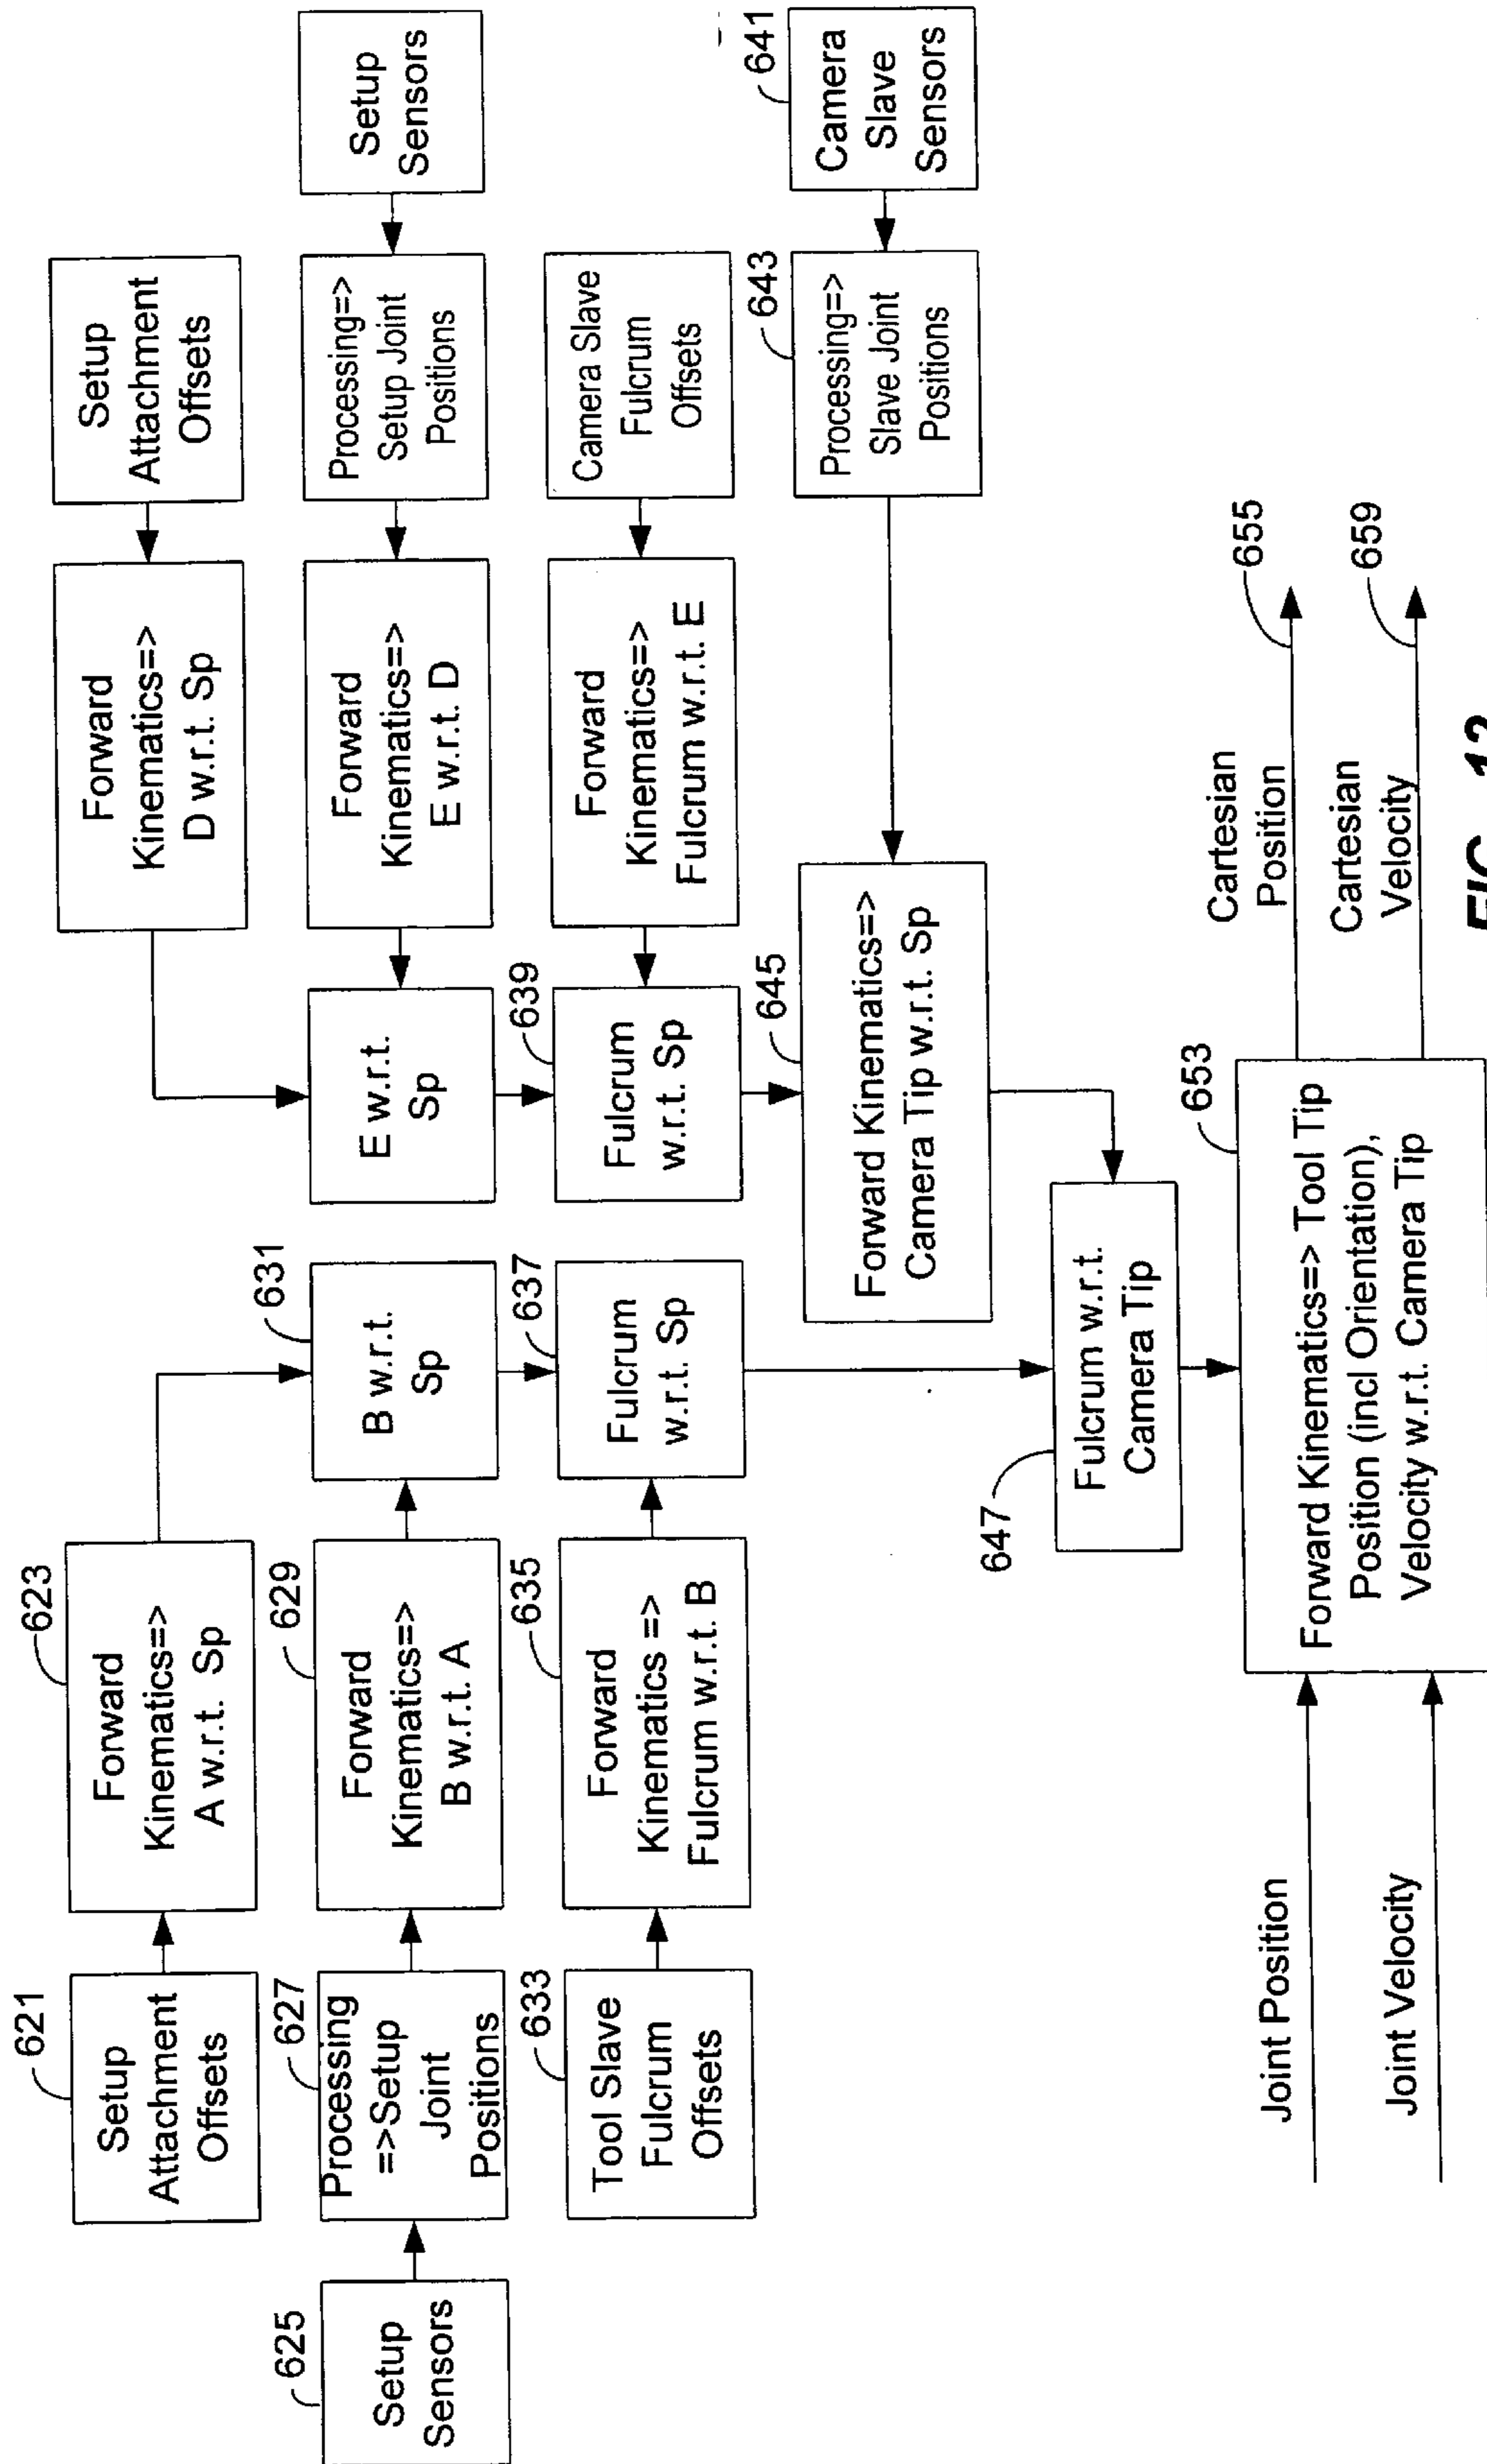 621
Setup
Attachment
Offsets
623
Forward
Kinematics=>
A w.r.t. Sp
Forward
Kinematics=>
D w.r.t. Sp
Setup
Attachment
Offsets
625
Setup
Sensors
627
Processing
=>Setup
Joint
Positions
629
Forward
Kinematics=>
B w.r.t. A
631
B w.r.t.
Sp
E w.r.t.
Sp
Forward
Kinematics=>
E w.r.t. D
Processing=>
Setup Joint
Positions
Setup
Sensors
633
Tool Slave
Fulcrum
Offsets
635
Forward
Kinematics =>
Fulcrum w.r.t. B
637
Fulcrum
w.r.t. Sp
639
Fulcrum
w.r.t. Sp
Forward
Kinematics=>
Fulcrum w.r.t. E
Camera Slave
Fulcrum
Offsets
645
Forward Kinematics=>
Camera Tip w.r.t. Sp
643
Processing=>
Slave Joint
Positions
641
Camera
Slave
Sensors
647
Fulcrum w.r.t.
Camera Tip
Joint Position
Joint Velocity
653
Forward Kinematics=> Tool Tip
Position (incl Orientation),
Velocity w.r.t. Camera Tip
Cartesian
Position
655
Cartesian
Velocity
659